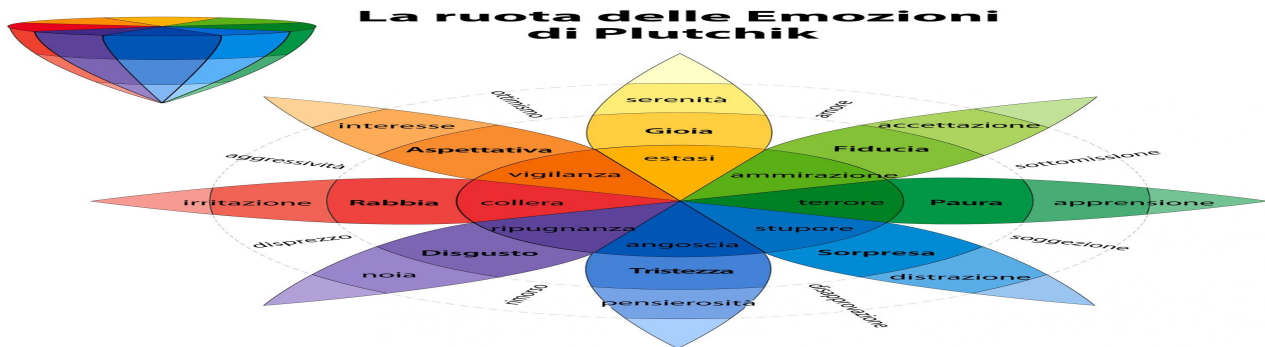 La ruota delle Emozioni
di Plutchik
ottimismo
serenità
amore
interesse
Gioia
accettazione
aggressività
Aspettativa
estasi
Fiducia
sottomissione
vigilanza
ammirazione
irritazione
Rabbia
collera
terrore
Paura
apprensione
disprezzo
ripugnanza
angoscia
stupore
soggezione
noia
Disgusto
Tristezza
Sorpresa
distrazione
rimorso
pensierosità
disapprovazione